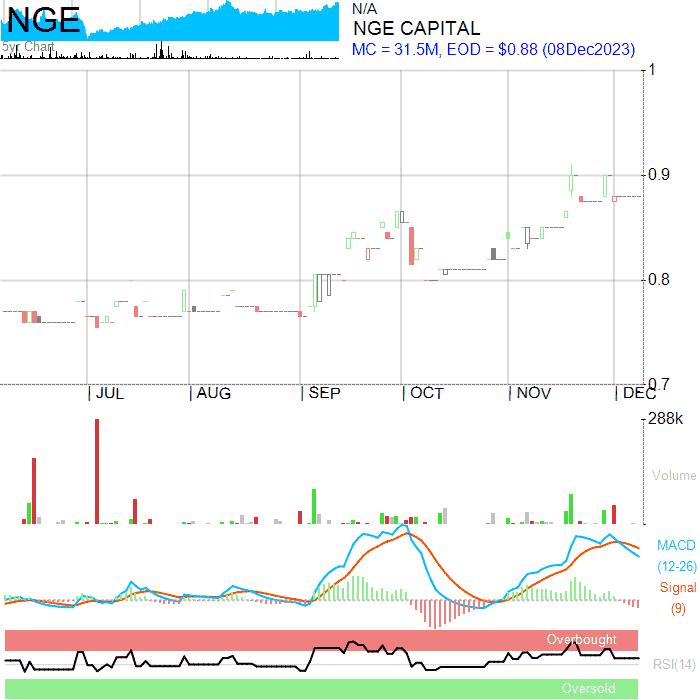 NGE
5yr Chart
N/A
NGE CAPITAL
MC = 31.5M, EOD = $0.88 (08Dec2023)
1
0.9
0.8
0.7
JUL AUG SEP OCT NOV DEC
288k
Volume
MACD
(12-26)
Signal
(9)
Overbought
RSI(14)
Oversold